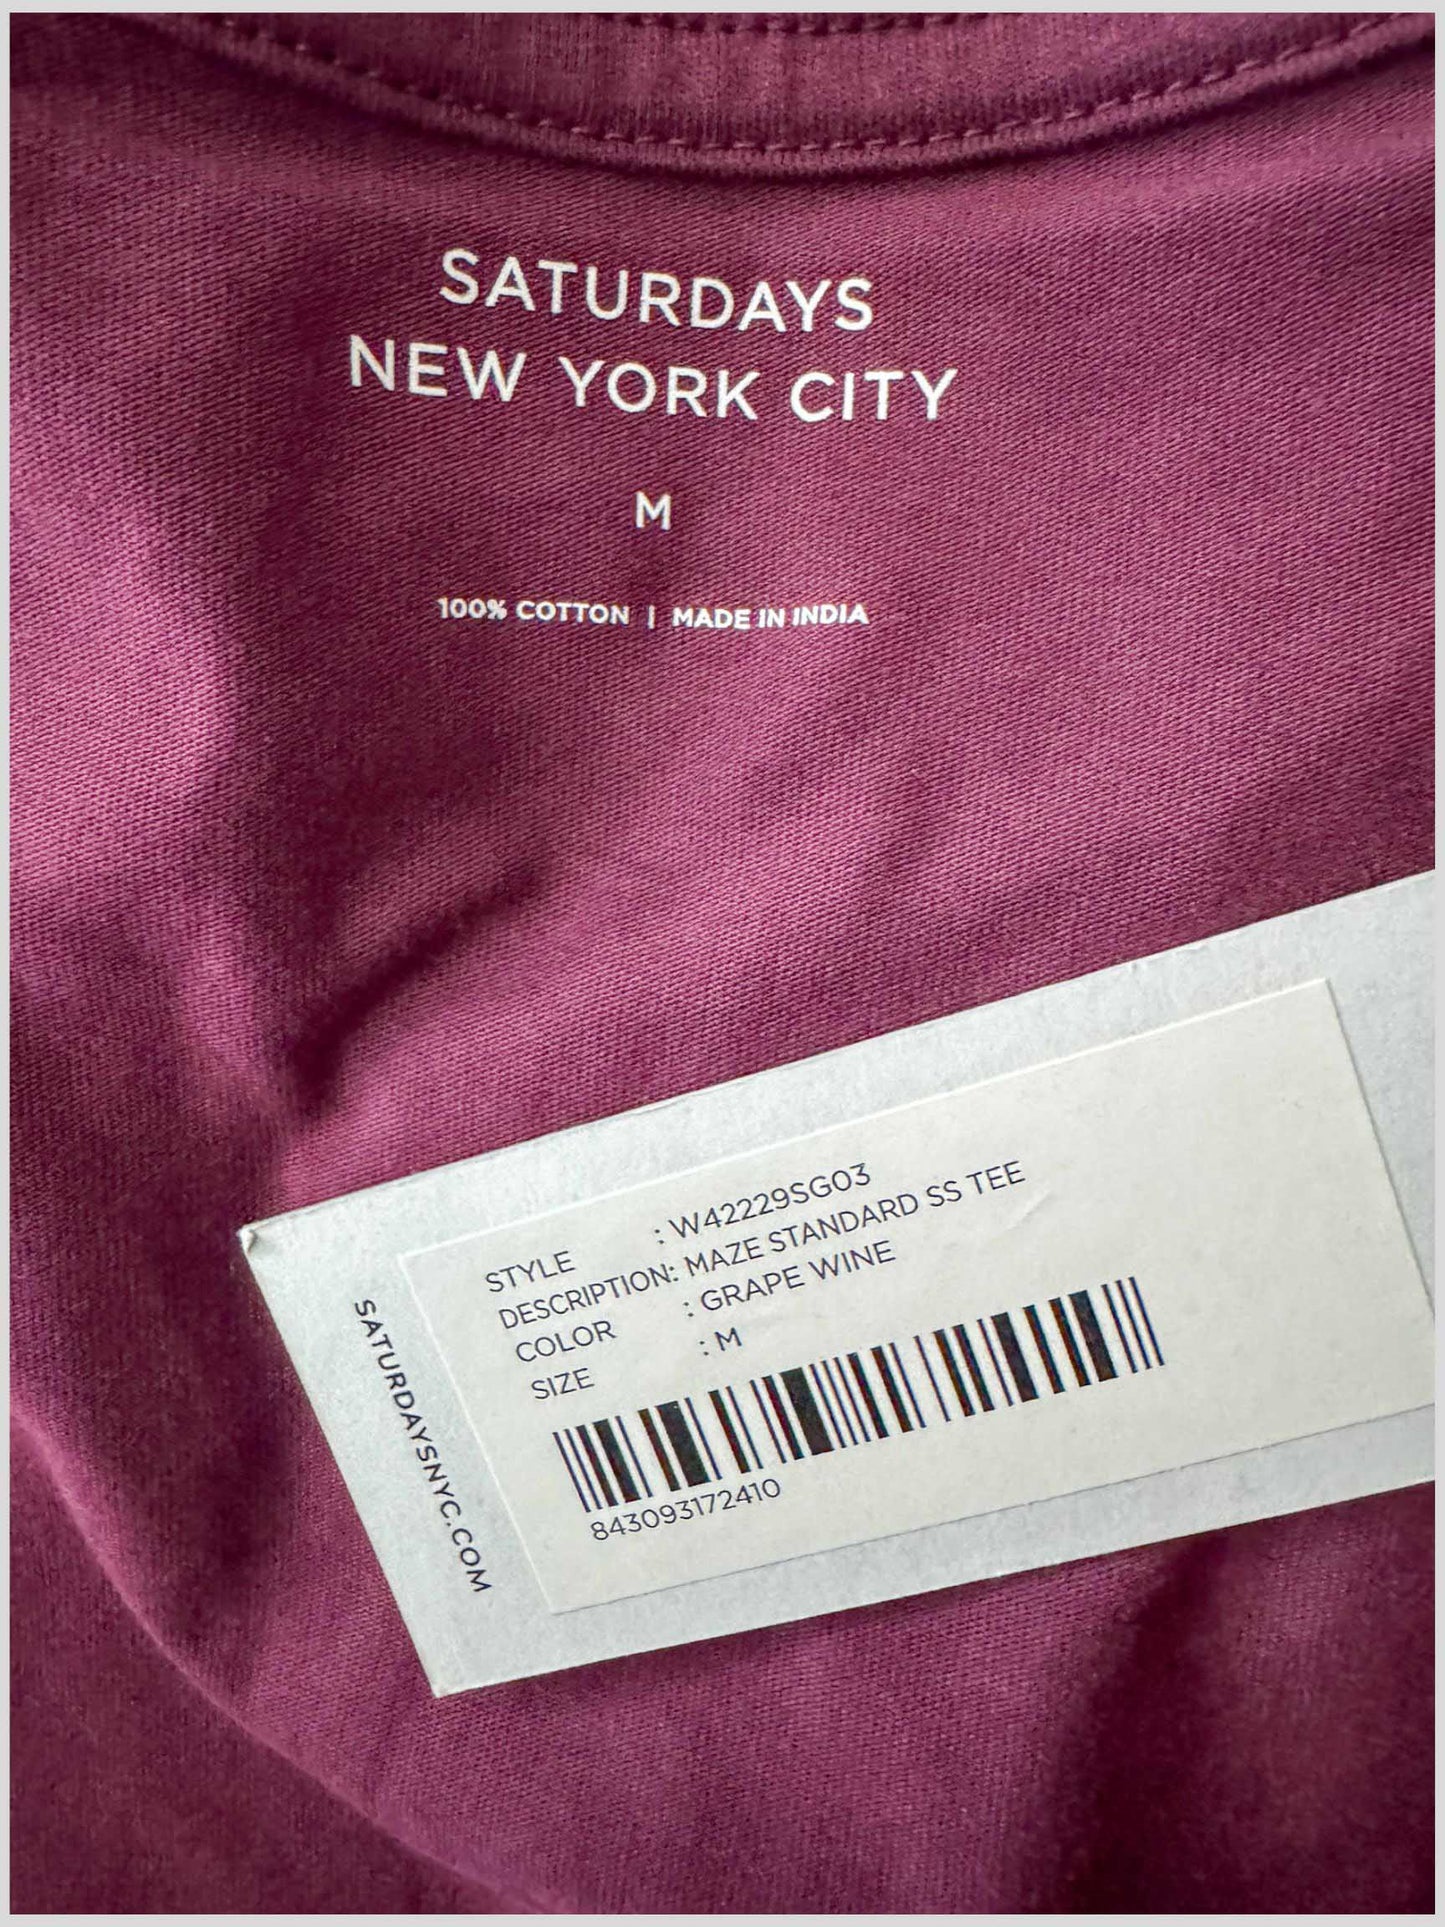 SATURDAYS
NEW YORK CITY
M
100% COTTON | MADE IN INDIA
STYLE : W42229SG03
DESCRIPTION: MAZE STANDARD SS TEE
COLOR : GRAPE WINE
SIZE : M
843093172410
SATURDAYSNYC.COM